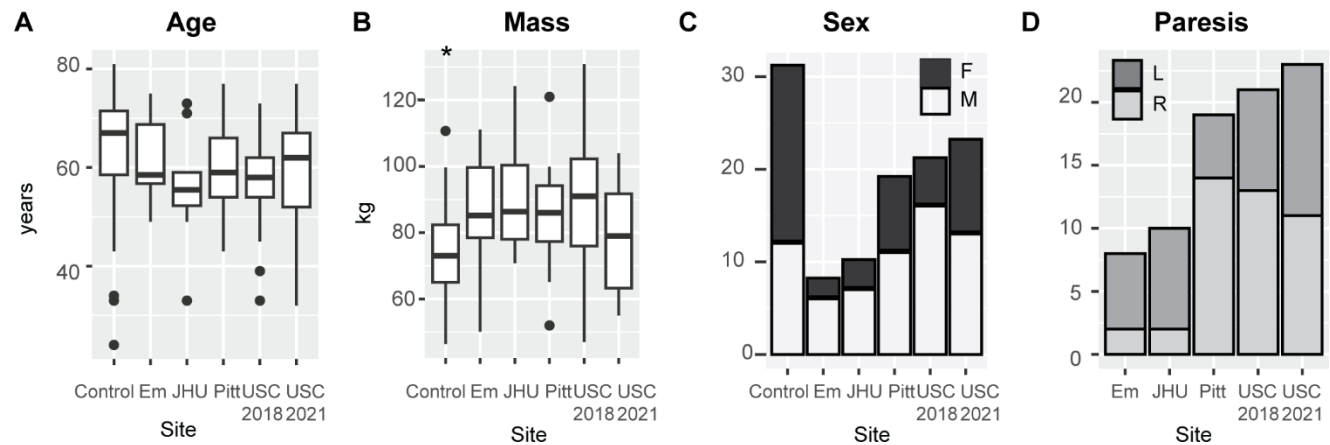 A Age
80
60
40
years
Control Em JHU Pitt USC 2018 USC 2021
Site
B Mass
*
120
100
80
60
kg
Control Em JHU Pitt USC 2018 USC 2021
Site
C Sex
F
M
30
20
10
0
Control Em JHU Pitt USC 2018 USC 2021
Site
D Paresis
L
R
20
15
10
5
0
Em JHU Pitt USC 2018 USC 2021
Site